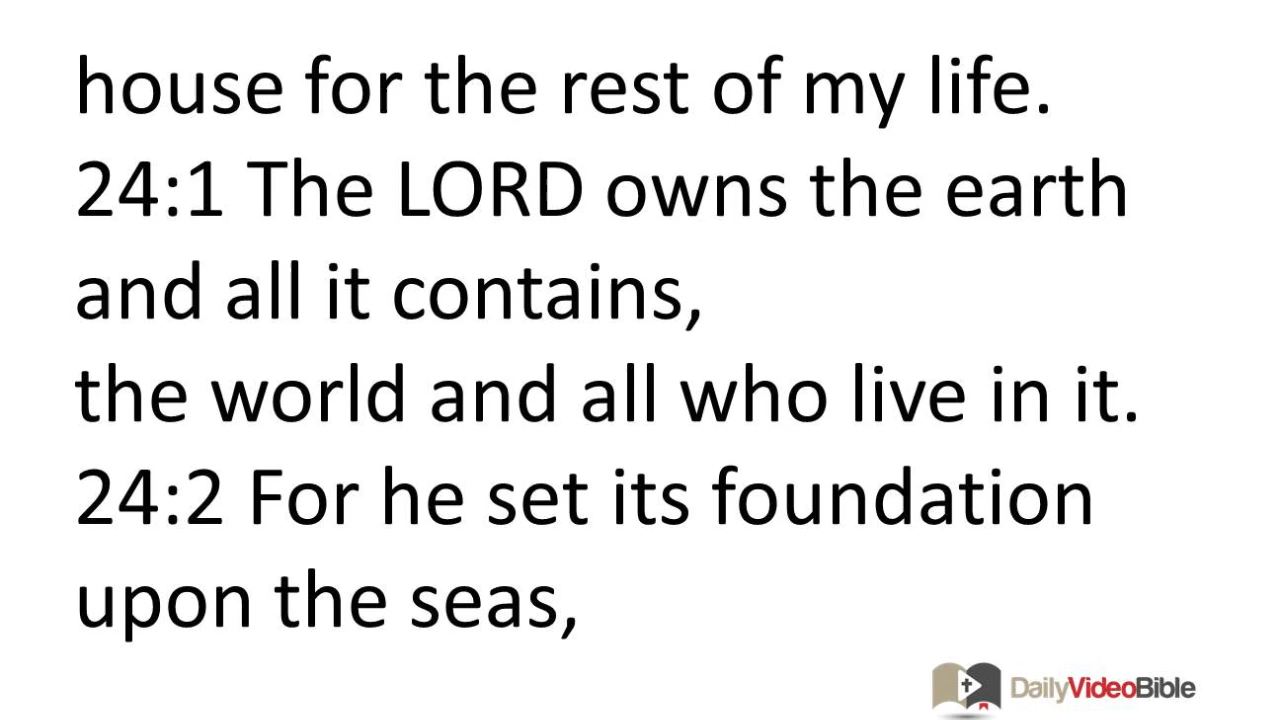 house for the rest of my life.
24:1 The LORD owns the earth
and all it contains,
the world and all who live in it.
24:2 For he set its foundation
upon the seas,
DailyVideoBible